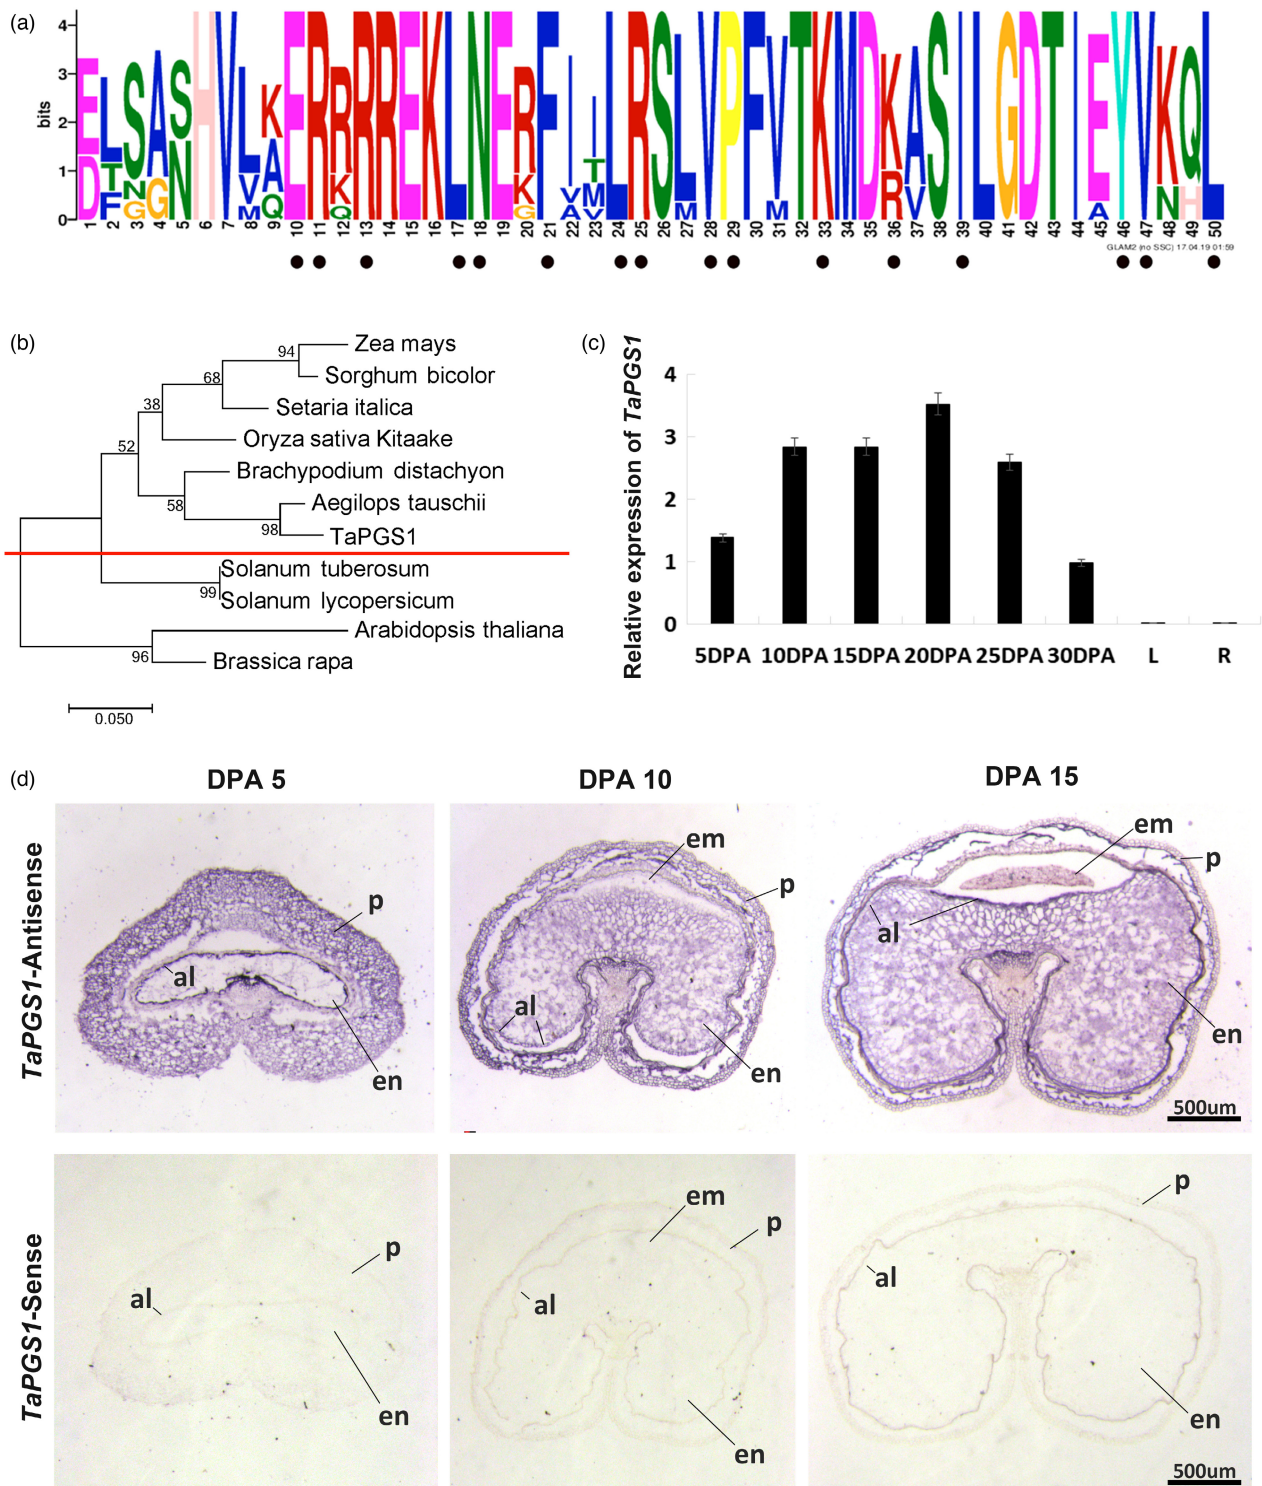 (a)
bits
4
3
2
1
0
E L S A S H V L K E R R R R E K L N E R F I I L R S L V P F V T K M D K A S I L G D T I E Y V K Q L
D T N G N V A K K V T M M R V A N H
F G M Q Q G A M
V
1 2 3 4 5 6 7 8 9 10 11 12 13 14 15 16 17 18 19 20 21 22 23 24 25 26 27 28 29 30 31 32 33 34 35 36 37 38 39 40 41 42 43 44 45 46 47 48 49 50
GLAM2 (no SSC) 17.04.19 01:59
(b)
Zea mays
94
Sorghum bicolor
68
Setaria italica
38
Oryza sativa Kitaake
52
Brachypodium distachyon
58
Aegilops tauschii
98
TaPGS1
Solanum tuberosum
99
Solanum lycopersicum
Arabidopsis thaliana
96
Brassica rapa
0.050
(c)
Relative expression of TaPGS1
4
3
2
1
0
5DPA 10DPA 15DPA 20DPA 25DPA 30DPA L R
(d)
DPA 5 DPA 10 DPA 15
TaPGS1-Antisense
p
al
en
em
p
al
en
em
p
al
en
500um
TaPGS1-Sense
p
al
en
em
p
al
en
p
al
en
500um